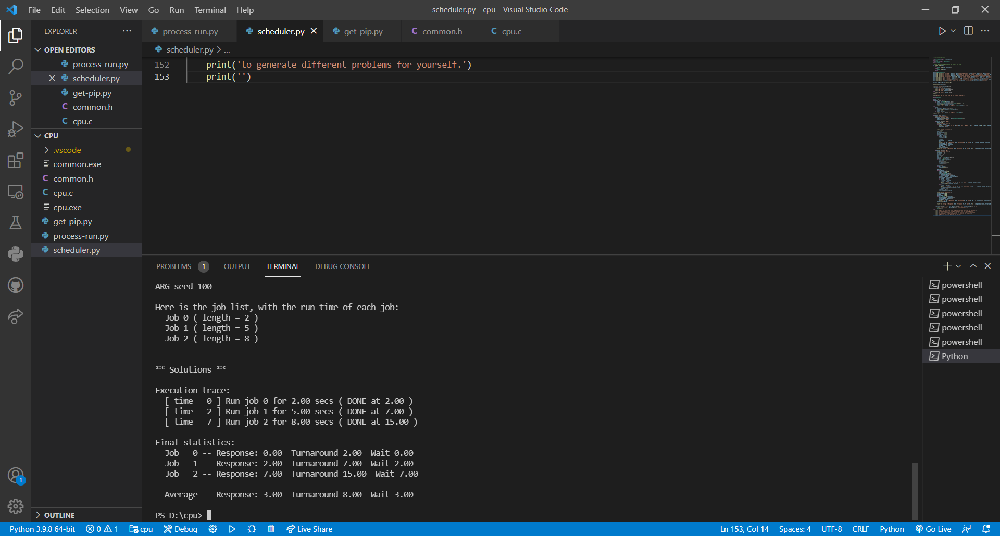 File Edit Selection View Go Run Terminal Help
scheduler.py - cpu - Visual Studio Code
EXPLORER
process-run.py
scheduler.py
get-pip.py
C common.h
C cpu.c
OPEN EDITORS
process-run.py
scheduler.py
get-pip.py
C common.h
C cpu.c
CPU
.vscode
common.exe
C common.h
C cpu.c
cpu.exe
get-pip.py
process-run.py
scheduler.py
OUTLINE
scheduler.py > ...
152 print('to generate different problems for yourself.')
153 print('')
PROBLEMS 1 OUTPUT TERMINAL DEBUG CONSOLE
ARG seed 100
Here is the job list, with the run time of each job:
Job 0 ( length = 2 )
Job 1 ( length = 5 )
Job 2 ( length = 8 )
** Solutions **
Execution trace:
[ time 0 ] Run job 0 for 2.00 secs ( DONE at 2.00 )
[ time 2 ] Run job 1 for 5.00 secs ( DONE at 7.00 )
[ time 7 ] Run job 2 for 8.00 secs ( DONE at 15.00 )
Final statistics:
Job 0 -- Response: 0.00 Turnaround 2.00 Wait 0.00
Job 1 -- Response: 2.00 Turnaround 7.00 Wait 2.00
Job 2 -- Response: 7.00 Turnaround 15.00 Wait 7.00
Average -- Response: 3.00 Turnaround 8.00 Wait 3.00
PS D:\cpu>
powershell
powershell
powershell
powershell
powershell
Python
1
Python 3.9.8 64-bit 0 1 cpu Debug Live Share
Ln 153, Col 14 Spaces: 4 UTF-8 CRLF Python Go Live